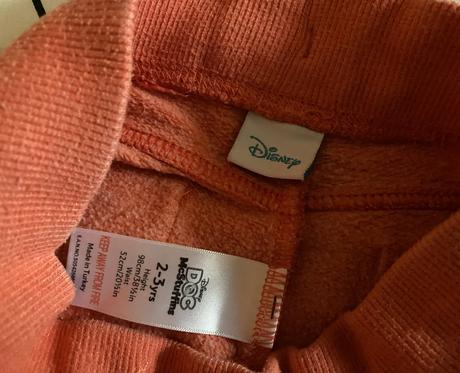 Disney
Disney
DOC
McStuffins
2-3yrs
Height
98cm/38½in
Waist
52cm/20½in
KEEP AWAY FROM FIRE
Made in Turkey